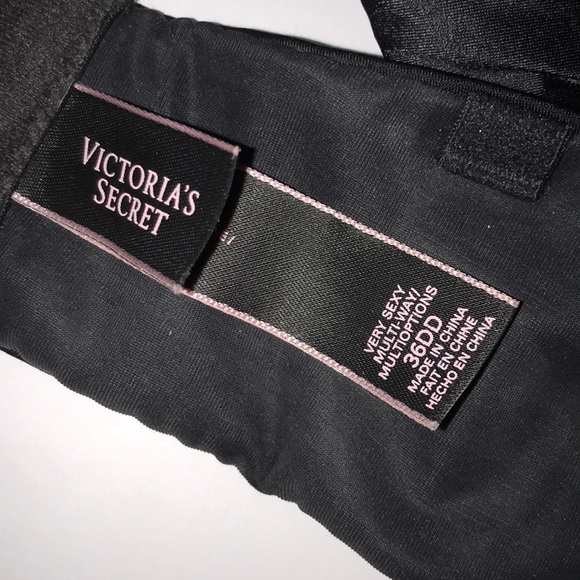 VICTORIA'S
SECRET
VERY SEXY
MULTI-WAY/
MULTIOPTIONS
36DD
MADE IN CHINA
FAIT EN CHINE
HECHO EN CHINA